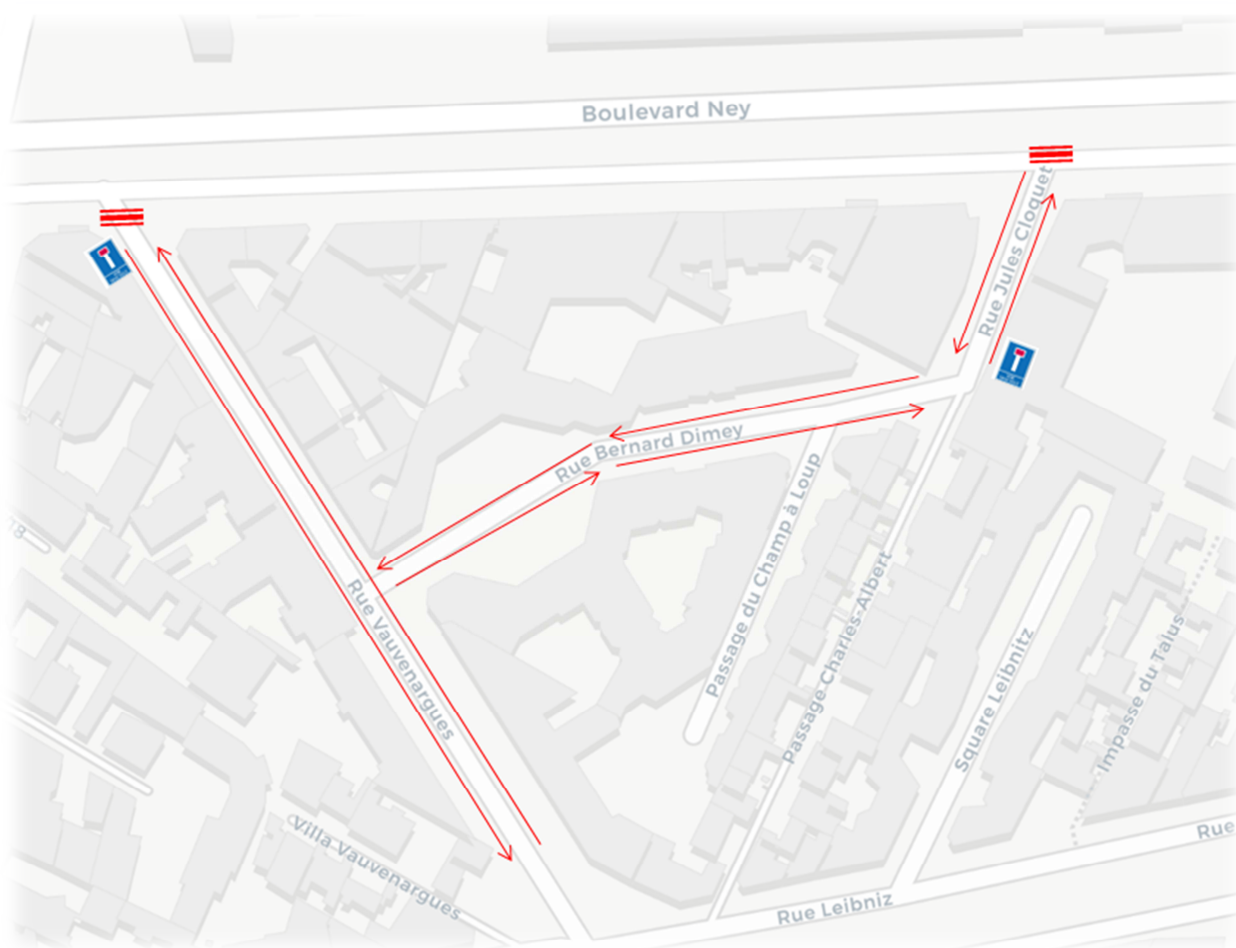 Boulevard Ney
Rue Jules Cloquet
Rue Bernard Dimey
Passage du Champ à Loup
Rue Vauvenargues
Passage Charles-Albert
Square Leibnitz
Impasse du Talus
Villa Vauvenargues
Rue Leibniz
Rue